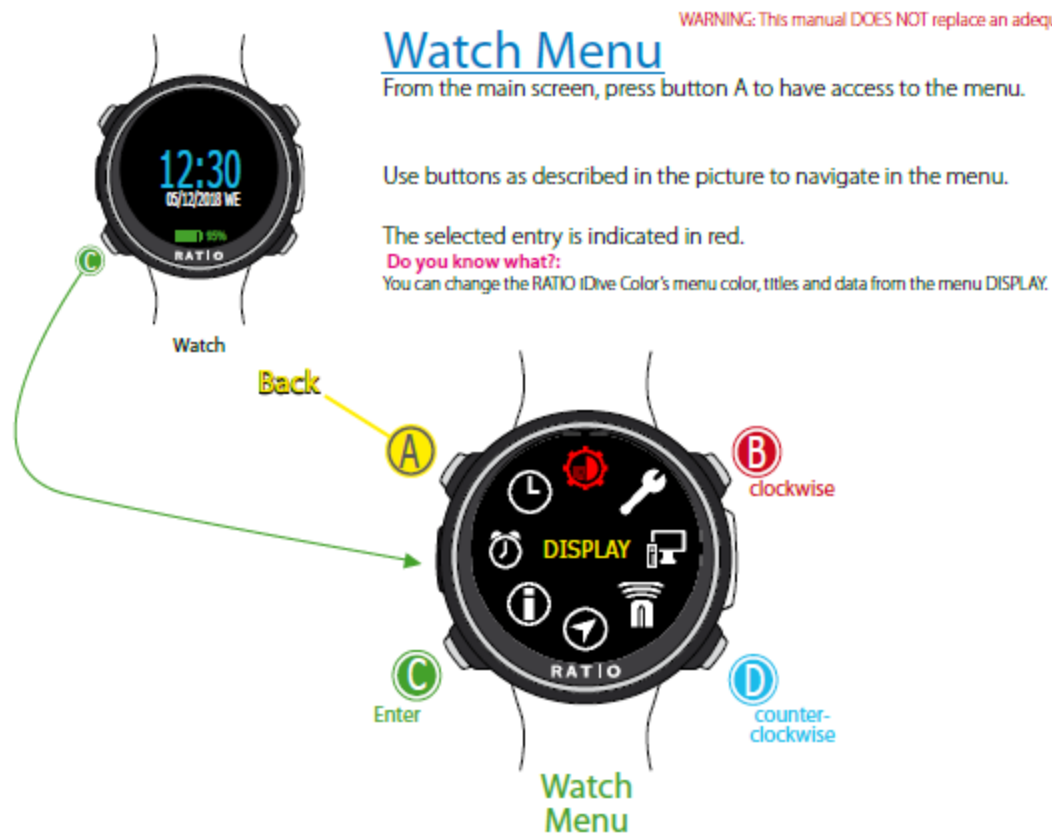 WARNING: This manual DOES NOT replace an adequ
Watch Menu
From the main screen, press button A to have access to the menu.
Use buttons as described in the picture to navigate in the menu.
The selected entry is indicated in red.
Do you know what?:
You can change the RATIO iDive Color's menu color, titles and data from the menu DISPLAY.
12:30
05/12/2018 WE
95%
RATIO
C
Watch
Back
A
B
clockwise
DISPLAY
RATIO
C
Enter
D
counter-
clockwise
Watch
Menu